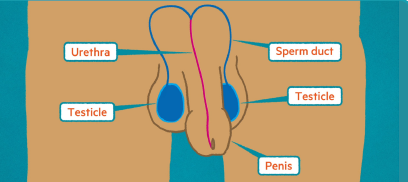 Urethra
Sperm duct
Testicle
Testicle
Penis